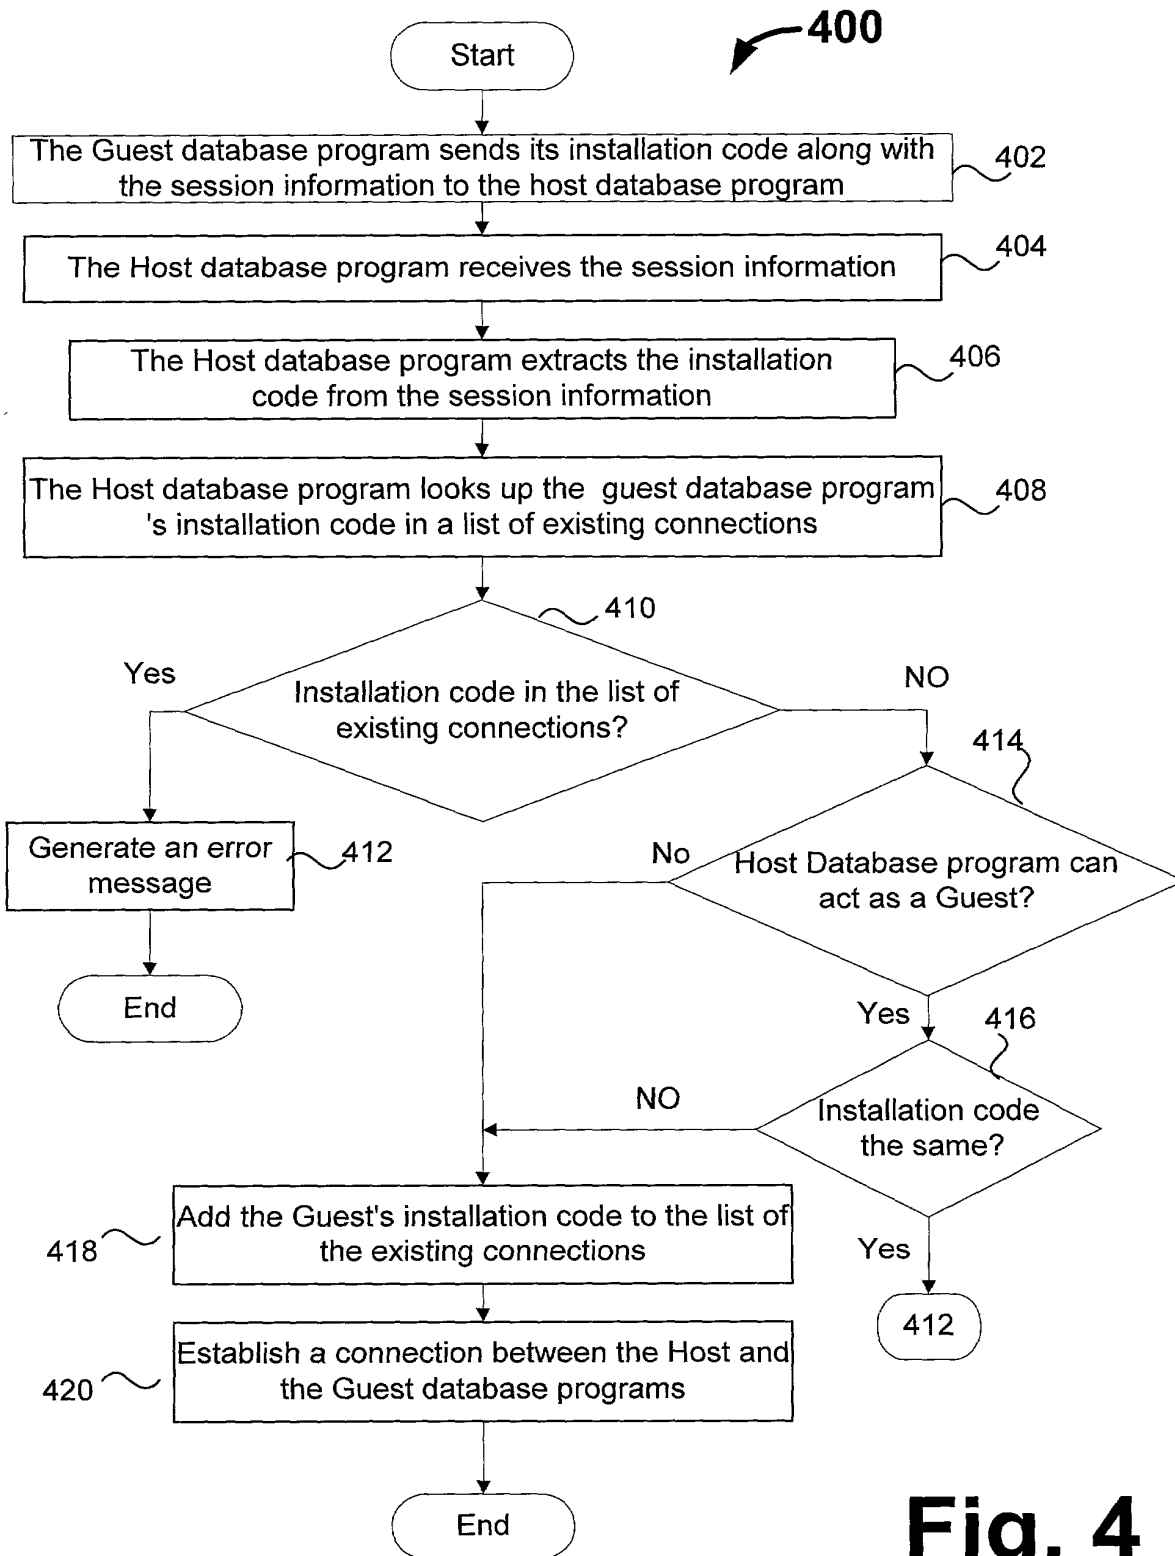 400
Start
The Guest database program sends its installation code along with
the session information to the host database program
402
The Host database program receives the session information
404
The Host database program extracts the installation
code from the session information
406
The Host database program looks up the guest database program
's installation code in a list of existing connections
408
410
Yes
Installation code in the list of
existing connections?
NO
414
Generate an error
message
412
No
Host Database program can
act as a Guest?
End
Yes
416
NO
Installation code
the same?
418
Add the Guest's installation code to the list of
the existing connections
Yes
412
420
Establish a connection between the Host and
the Guest database programs
End
Fig. 4